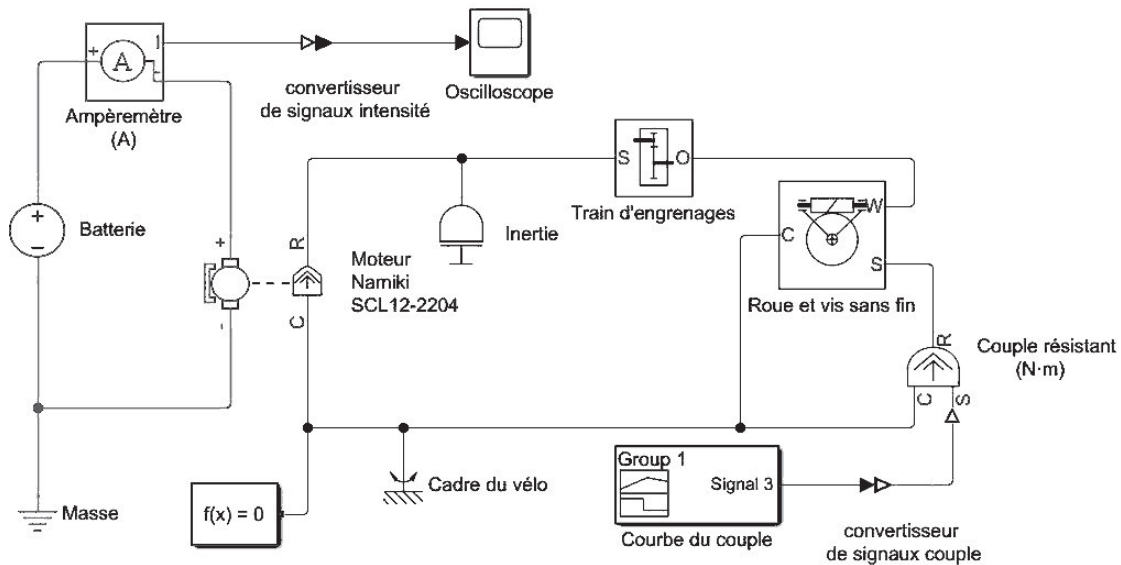 A
+
I
-
Ampèremètre
(A)
convertisseur
de signaux intensité
Oscilloscope
S
O
Train d'engrenages
W
C
S
Roue et vis sans fin
+
−
Batterie
Inertie
+
-
R
C
Moteur
Namiki
SCL12-2204
R
C
S
Couple résistant
(N·m)
Group 1
Signal 3
Courbe du couple
Cadre du vélo
f(x) = 0
Masse
convertisseur
de signaux couple